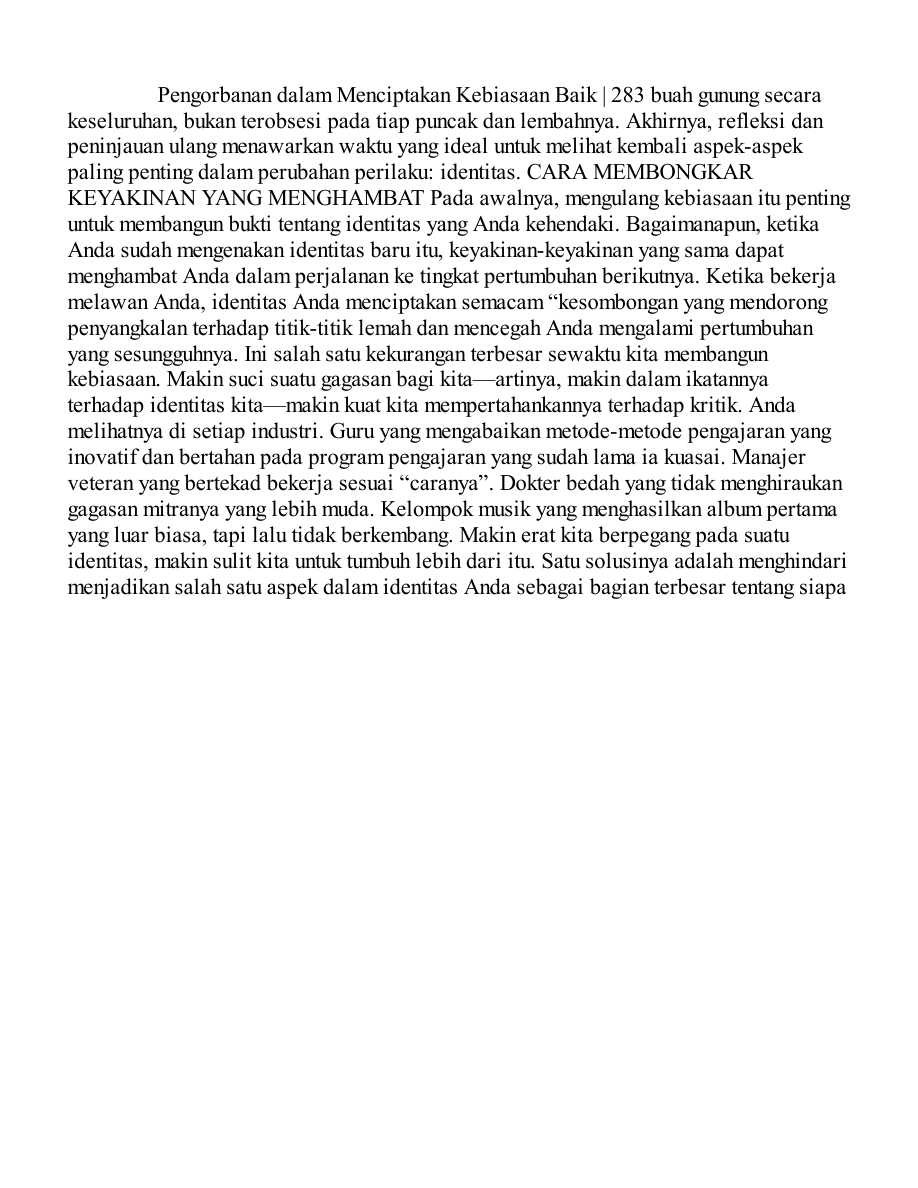 Pengorbanan dalam Menciptakan Kebiasaan Baik | 283 buah gunung secara
keseluruhan, bukan terobsesi pada tiap puncak dan lembahnya. Akhirnya, refleksi dan
peninjauan ulang menawarkan waktu yang ideal untuk melihat kembali aspek-aspek
paling penting dalam perubahan perilaku: identitas. CARA MEMBONGKAR
KEYAKINAN YANG MENGHAMBAT Pada awalnya, mengulang kebiasaan itu penting
untuk membangun bukti tentang identitas yang Anda kehendaki. Bagaimanapun, ketika
Anda sudah mengenakan identitas baru itu, keyakinan-keyakinan yang sama dapat
menghambat Anda dalam perjalanan ke tingkat pertumbuhan berikutnya. Ketika bekerja
melawan Anda, identitas Anda menciptakan semacam “kesombongan yang mendorong
penyangkalan terhadap titik-titik lemah dan mencegah Anda mengalami pertumbuhan
yang sesungguhnya. Ini salah satu kekurangan terbesar sewaktu kita membangun
kebiasaan. Makin suci suatu gagasan bagi kita—artinya, makin dalam ikatannya
terhadap identitas kita—makin kuat kita mempertahankannya terhadap kritik. Anda
melihatnya di setiap industri. Guru yang mengabaikan metode-metode pengajaran yang
inovatif dan bertahan pada program pengajaran yang sudah lama ia kuasai. Manajer
veteran yang bertekad bekerja sesuai “caranya”. Dokter bedah yang tidak menghiraukan
gagasan mitranya yang lebih muda. Kelompok musik yang menghasilkan album pertama
yang luar biasa, tapi lalu tidak berkembang. Makin erat kita berpegang pada suatu
identitas, makin sulit kita untuk tumbuh lebih dari itu. Satu solusinya adalah menghindari
menjadikan salah satu aspek dalam identitas Anda sebagai bagian terbesar tentang siapa